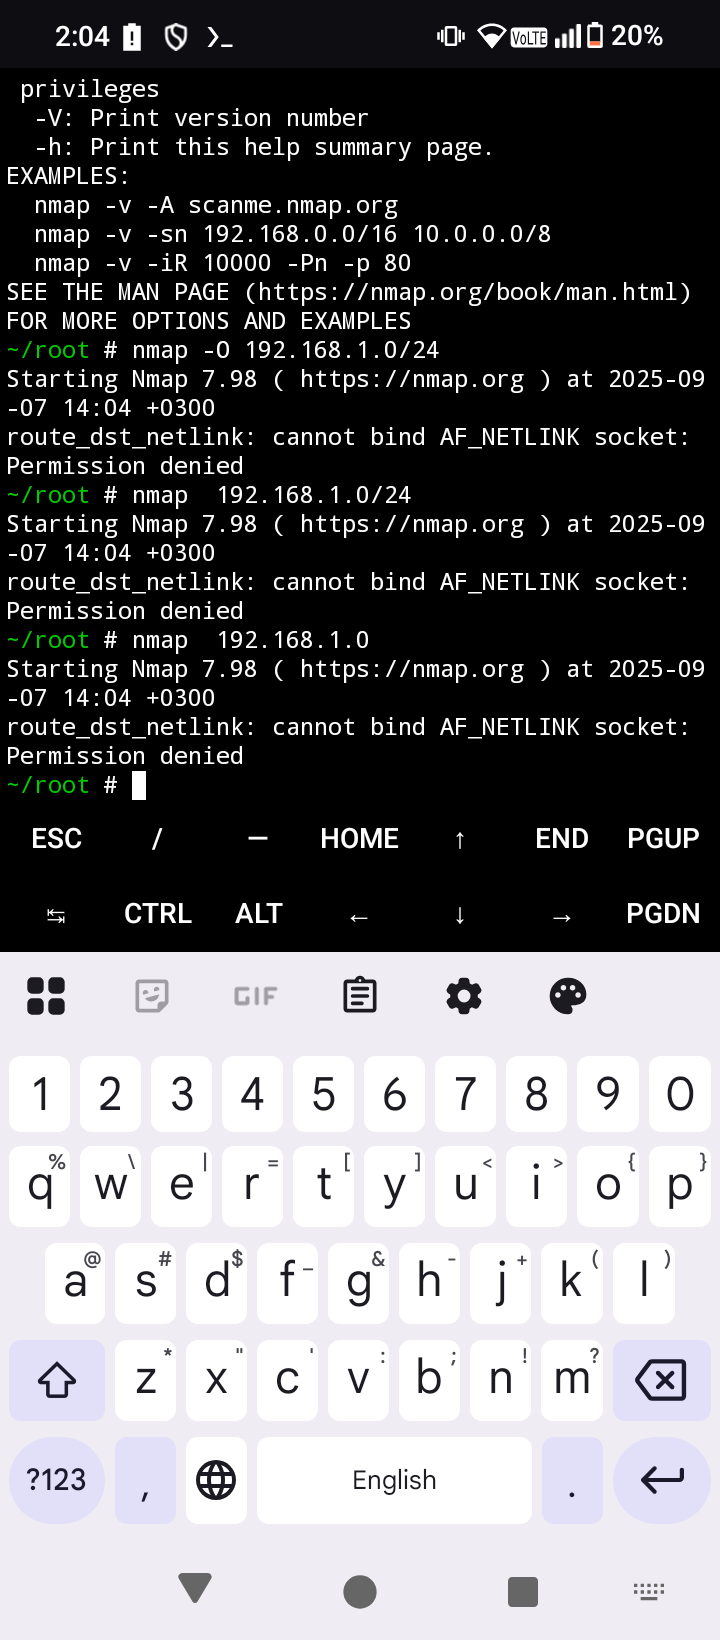 2:04 VoLTE 20%
privileges
-V: Print version number
-h: Print this help summary page.
EXAMPLES:
nmap -v -A scanme.nmap.org
nmap -v -sn 192.168.0.0/16 10.0.0.0/8
nmap -v -iR 10000 -Pn -p 80
SEE THE MAN PAGE (https://nmap.org/book/man.html)
FOR MORE OPTIONS AND EXAMPLES
~/root # nmap -O 192.168.1.0/24
Starting Nmap 7.98 ( https://nmap.org ) at 2025-09
-07 14:04 +0300
route_dst_netlink: cannot bind AF_NETLINK socket:
Permission denied
~/root # nmap  192.168.1.0/24
Starting Nmap 7.98 ( https://nmap.org ) at 2025-09
-07 14:04 +0300
route_dst_netlink: cannot bind AF_NETLINK socket:
Permission denied
~/root # nmap  192.168.1.0
Starting Nmap 7.98 ( https://nmap.org ) at 2025-09
-07 14:04 +0300
route_dst_netlink: cannot bind AF_NETLINK socket:
Permission denied
~/root #
ESC / — HOME ↑ END PGUP
↹ CTRL ALT ← ↓ → PGDN
GIF
1 2 3 4 5 6 7 8 9 0
q% w\ e| r= t[ y] u< i> o{ p}
a@ s# d$ f_ g& h- j+ k( l)
z* x" c' v: b; n! m?
?123 , English .